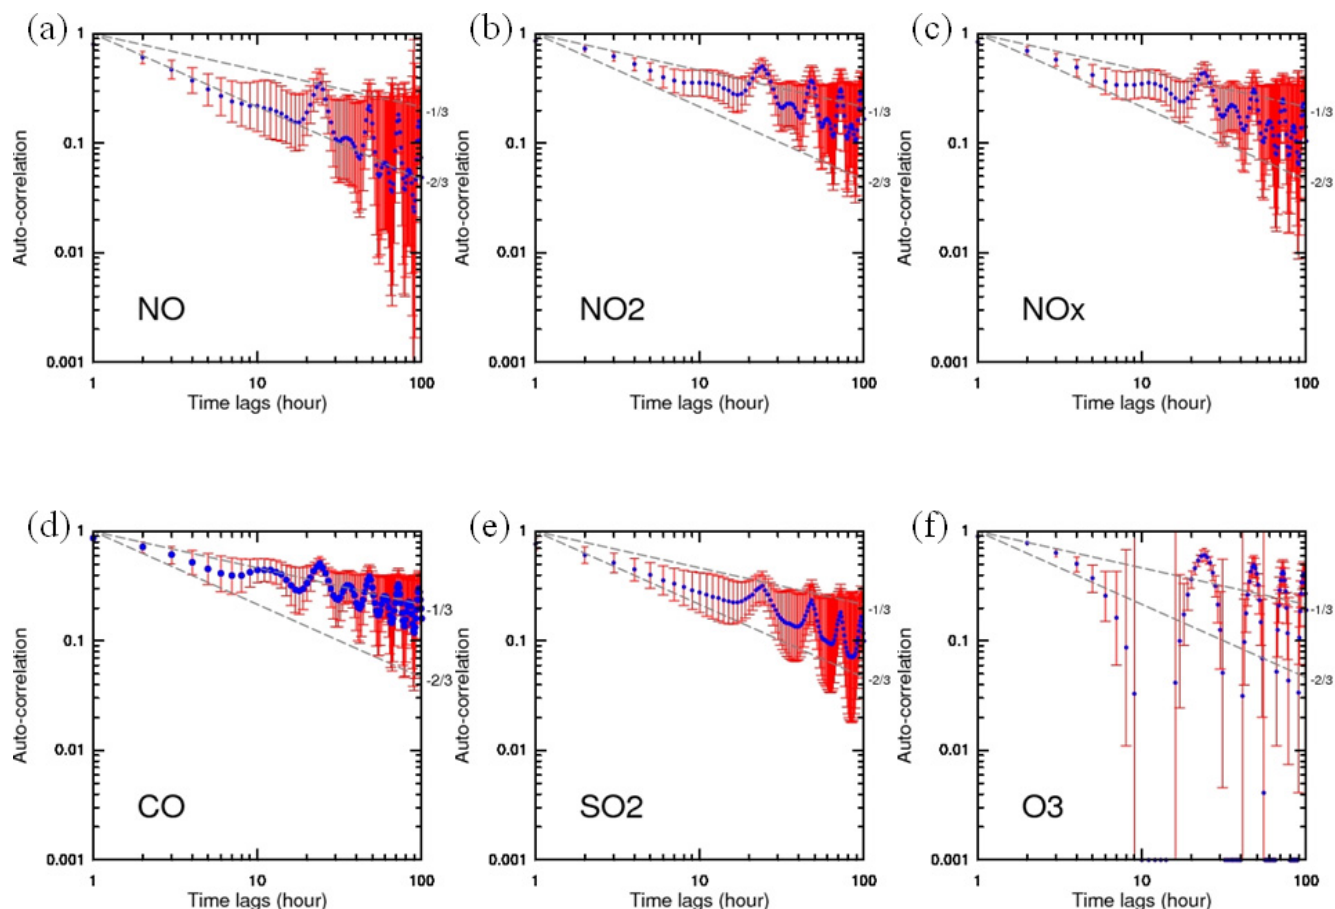 (a)
1
0.1
0.01
0.001
Auto-correlation
NO
-1/3
-2/3
1 10 100
Time lags (hour)
(b)
1
0.1
0.01
0.001
Auto-correlation
NO2
-1/3
-2/3
1 10 100
Time lags (hour)
(c)
1
0.1
0.01
0.001
Auto-correlation
NOx
-1/3
-2/3
1 10 100
Time lags (hour)
(d)
1
0.1
0.01
0.001
Auto-correlation
CO
-1/3
-2/3
1 10 100
Time lags (hour)
(e)
1
0.1
0.01
0.001
Auto-correlation
SO2
-1/3
-2/3
1 10 100
Time lags (hour)
(f)
1
0.1
0.01
0.001
Auto-correlation
O3
-1/3
-2/3
1 10 100
Time lags (hour)